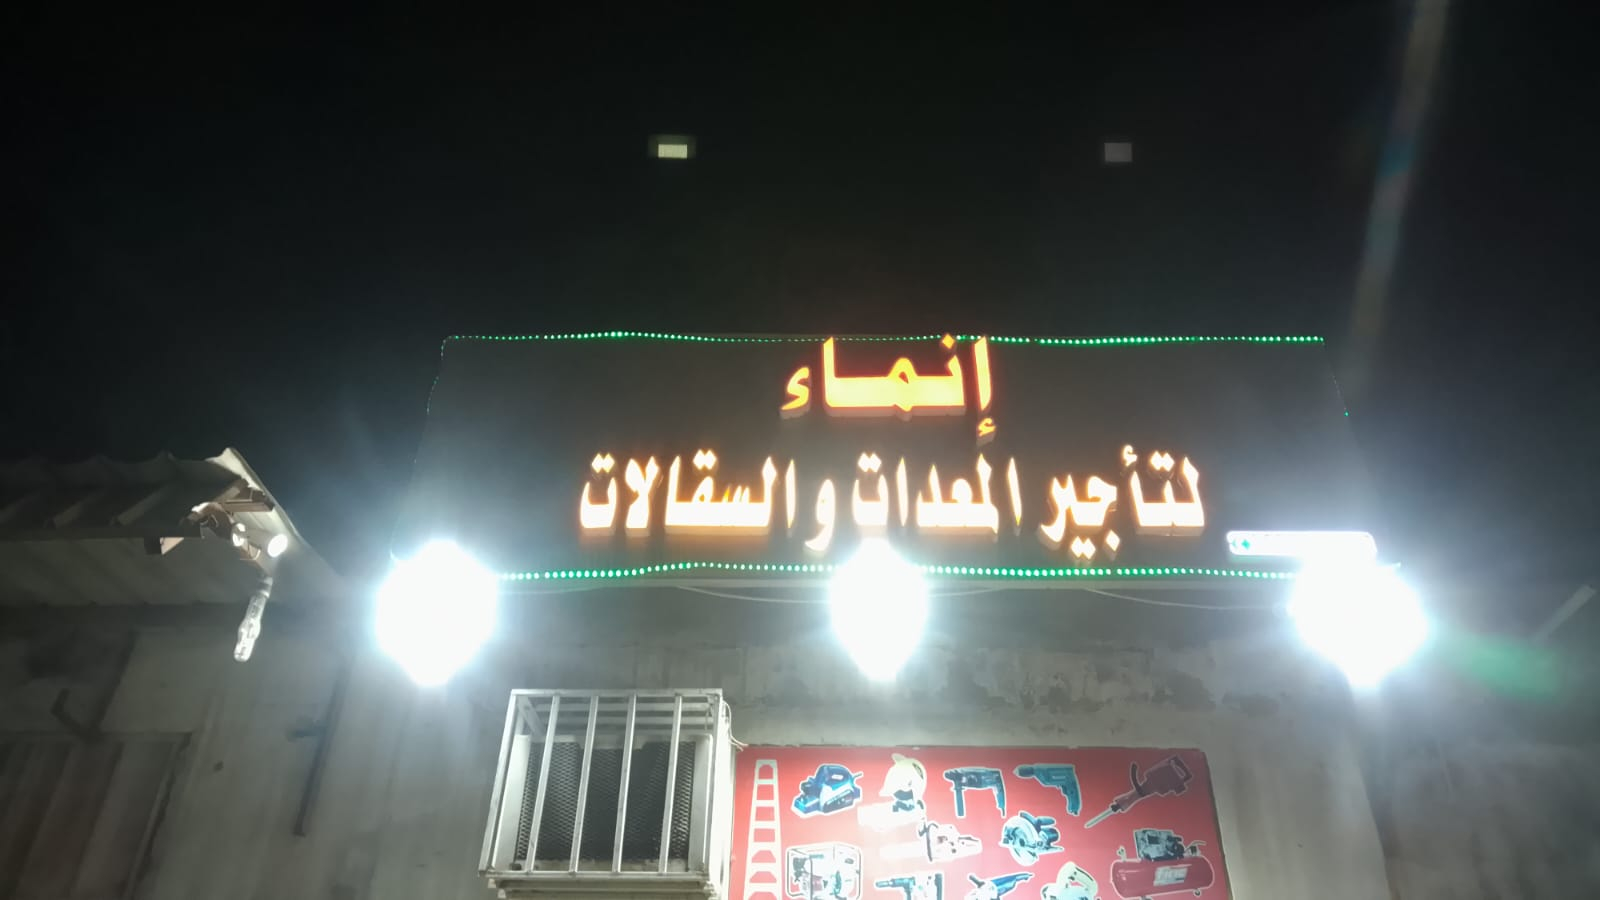 إنماء
لتأجير المعدات والسقالات